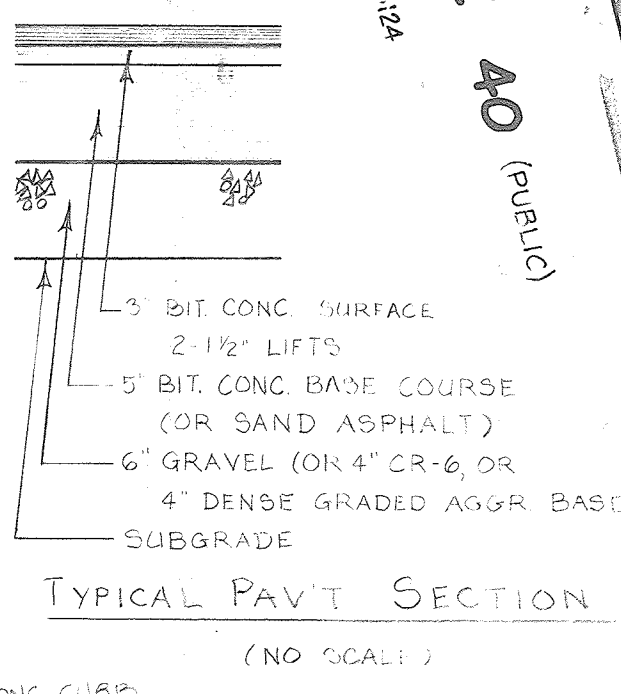 40 (PUBLIC)
3" BIT. CONC. SURFACE
2-1½" LIFTS
5" BIT. CONC. BASE COURSE
(OR SAND ASPHALT)
6" GRAVEL (OR 4" CR-6, OR
4" DENSE GRADED AGGR. BASE
SUBGRADE
TYPICAL PAV'T SECTION
(NO SCALE)
CURB